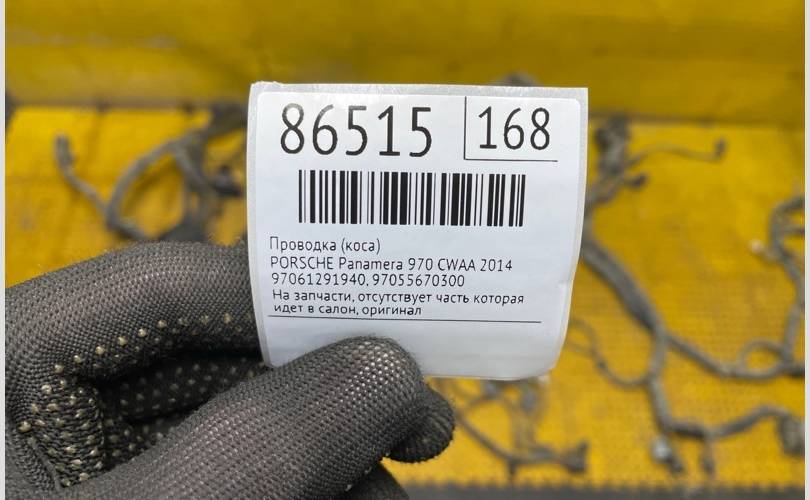 86515 168
Проводка (коса)
PORSCHE Panamera 970 CWAA 2014
97061291940, 97055670300
На запчасти, отсутствует часть которая
идет в салон, оригинал